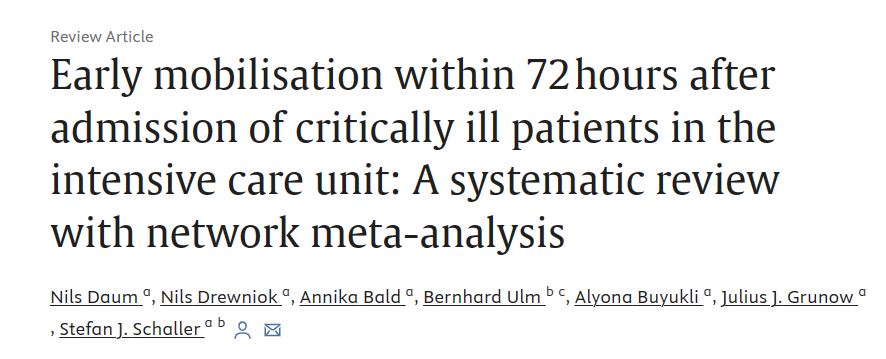 Review Article
Early mobilisation within 72 hours after
admission of critically ill patients in the
intensive care unit: A systematic review
with network meta-analysis
Nils Daum a, Nils Drewniok a, Annika Bald a, Bernhard Ulm b c, Alyona Buyukli a, Julius J. Grunow a
, Stefan J. Schaller a b